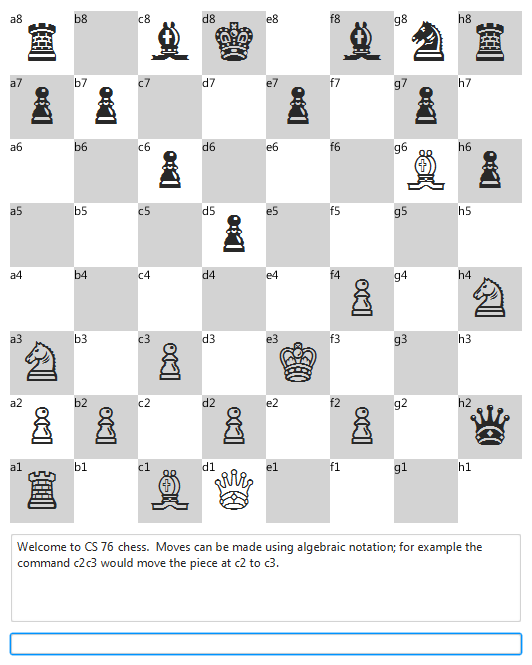 a8 b8 c8 d8 e8 f8 g8 h8
a7 b7 c7 d7 e7 f7 g7 h7
a6 b6 c6 d6 e6 f6 g6 h6
a5 b5 c5 d5 e5 f5 g5 h5
a4 b4 c4 d4 e4 f4 g4 h4
a3 b3 c3 d3 e3 f3 g3 h3
a2 b2 c2 d2 e2 f2 g2 h2
a1 b1 c1 d1 e1 f1 g1 h1
Welcome to CS 76 chess.  Moves can be made using algebraic notation; for example the
command c2c3 would move the piece at c2 to c3.